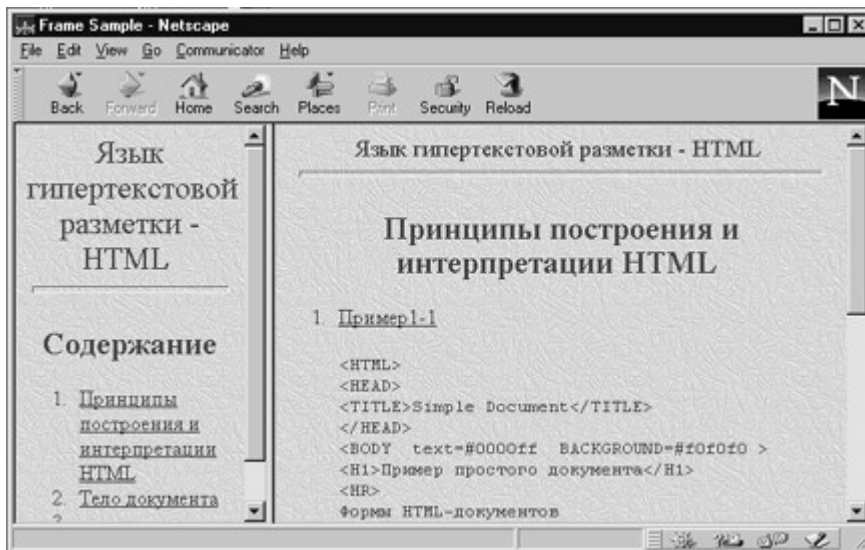 Frame Sample - Netscape
File Edit View Go Communicator Help
Back Forward Home Search Places Print Security Reload
N
Язык
гипертекстовой
разметки -
HTML
Содержание
1. Принципы
построения и
интерпретации
HTML
2. Тело документа
Язык гипертекстовой разметки - HTML
Принципы построения и
интерпретации HTML
1. Пример1-1
<HTML>
<HEAD>
<TITLE>Simple Document</TITLE>
</HEAD>
<BODY text=#0000ff BACKGROUND=#f0f0f0 >
<H1>Пример простого документа</H1>
<HR>
Формы HTML-документов